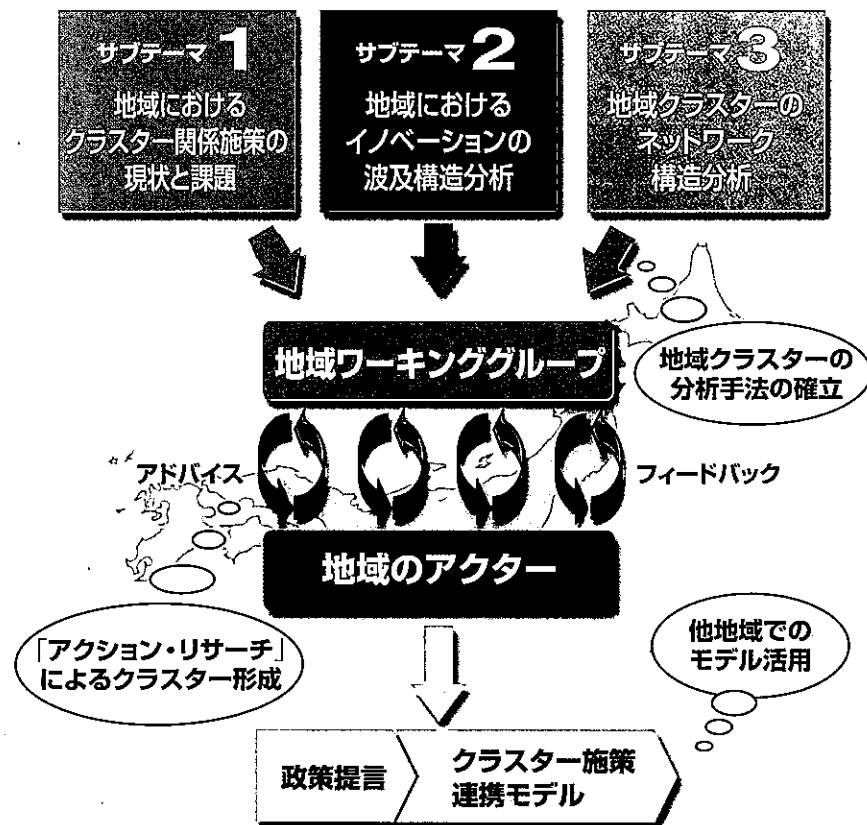 サブテーマ1
地域における
クラスター関係施策の
現状と課題
サブテーマ2
地域における
イノベーションの
波及構造分析
サブテーマ3
地域クラスターの
ネットワーク
構造分析
地域ワーキンググループ
地域クラスターの
分析手法の確立
アドバイス
フィードバック
地域のアクター
「アクション・リサーチ」
によるクラスター形成
他地域での
モデル活用
政策提言
クラスター施策
連携モデル